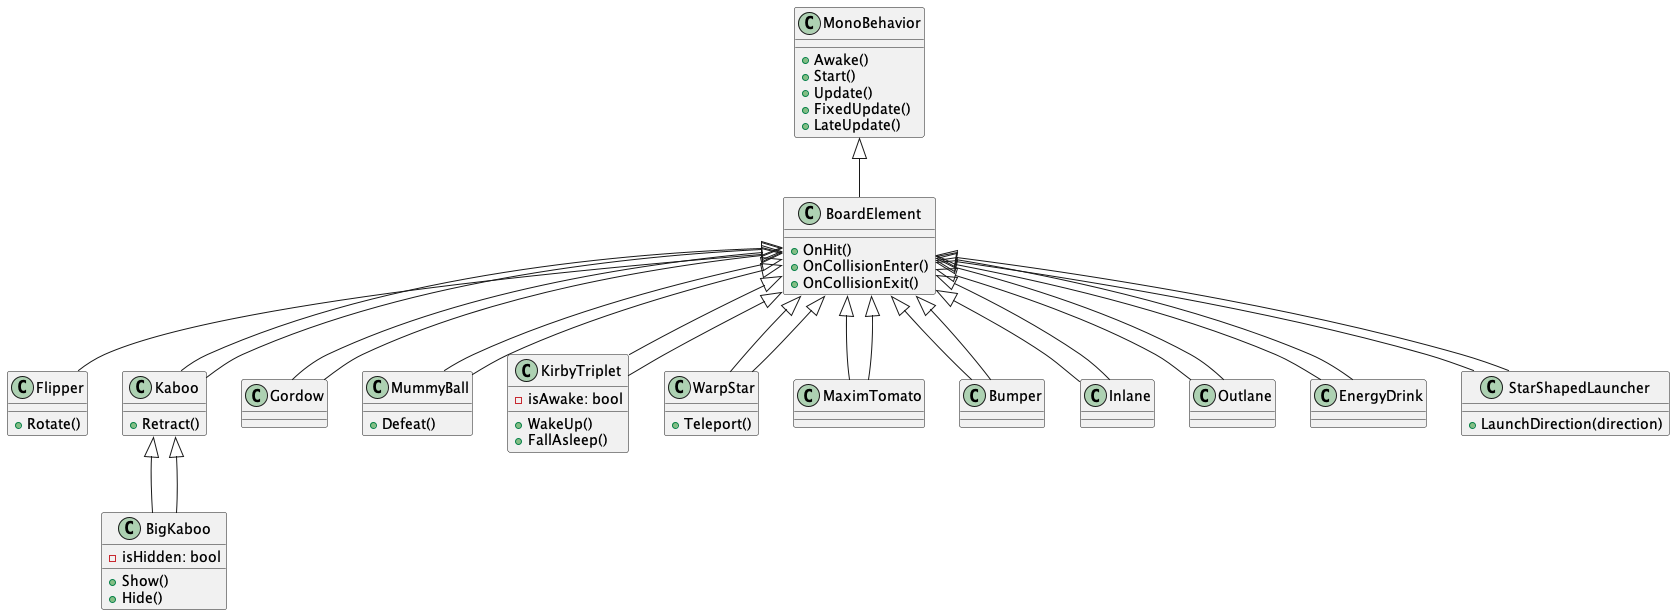 C MonoBehavior
Awake()
Start()
Update()
FixedUpdate()
LateUpdate()
C BoardElement
OnHit()
OnCollisionEnter()
OnCollisionExit()
C Flipper
Rotate()
C Kaboo
Retract()
C Gordow
C MummyBall
Defeat()
C KirbyTriplet
isAwake: bool
WakeUp()
FallAsleep()
C WarpStar
Teleport()
C MaximTomato
C Bumper
C Inlane
C Outlane
C EnergyDrink
C StarShapedLauncher
LaunchDirection(direction)
C BigKaboo
isHidden: bool
Show()
Hide()